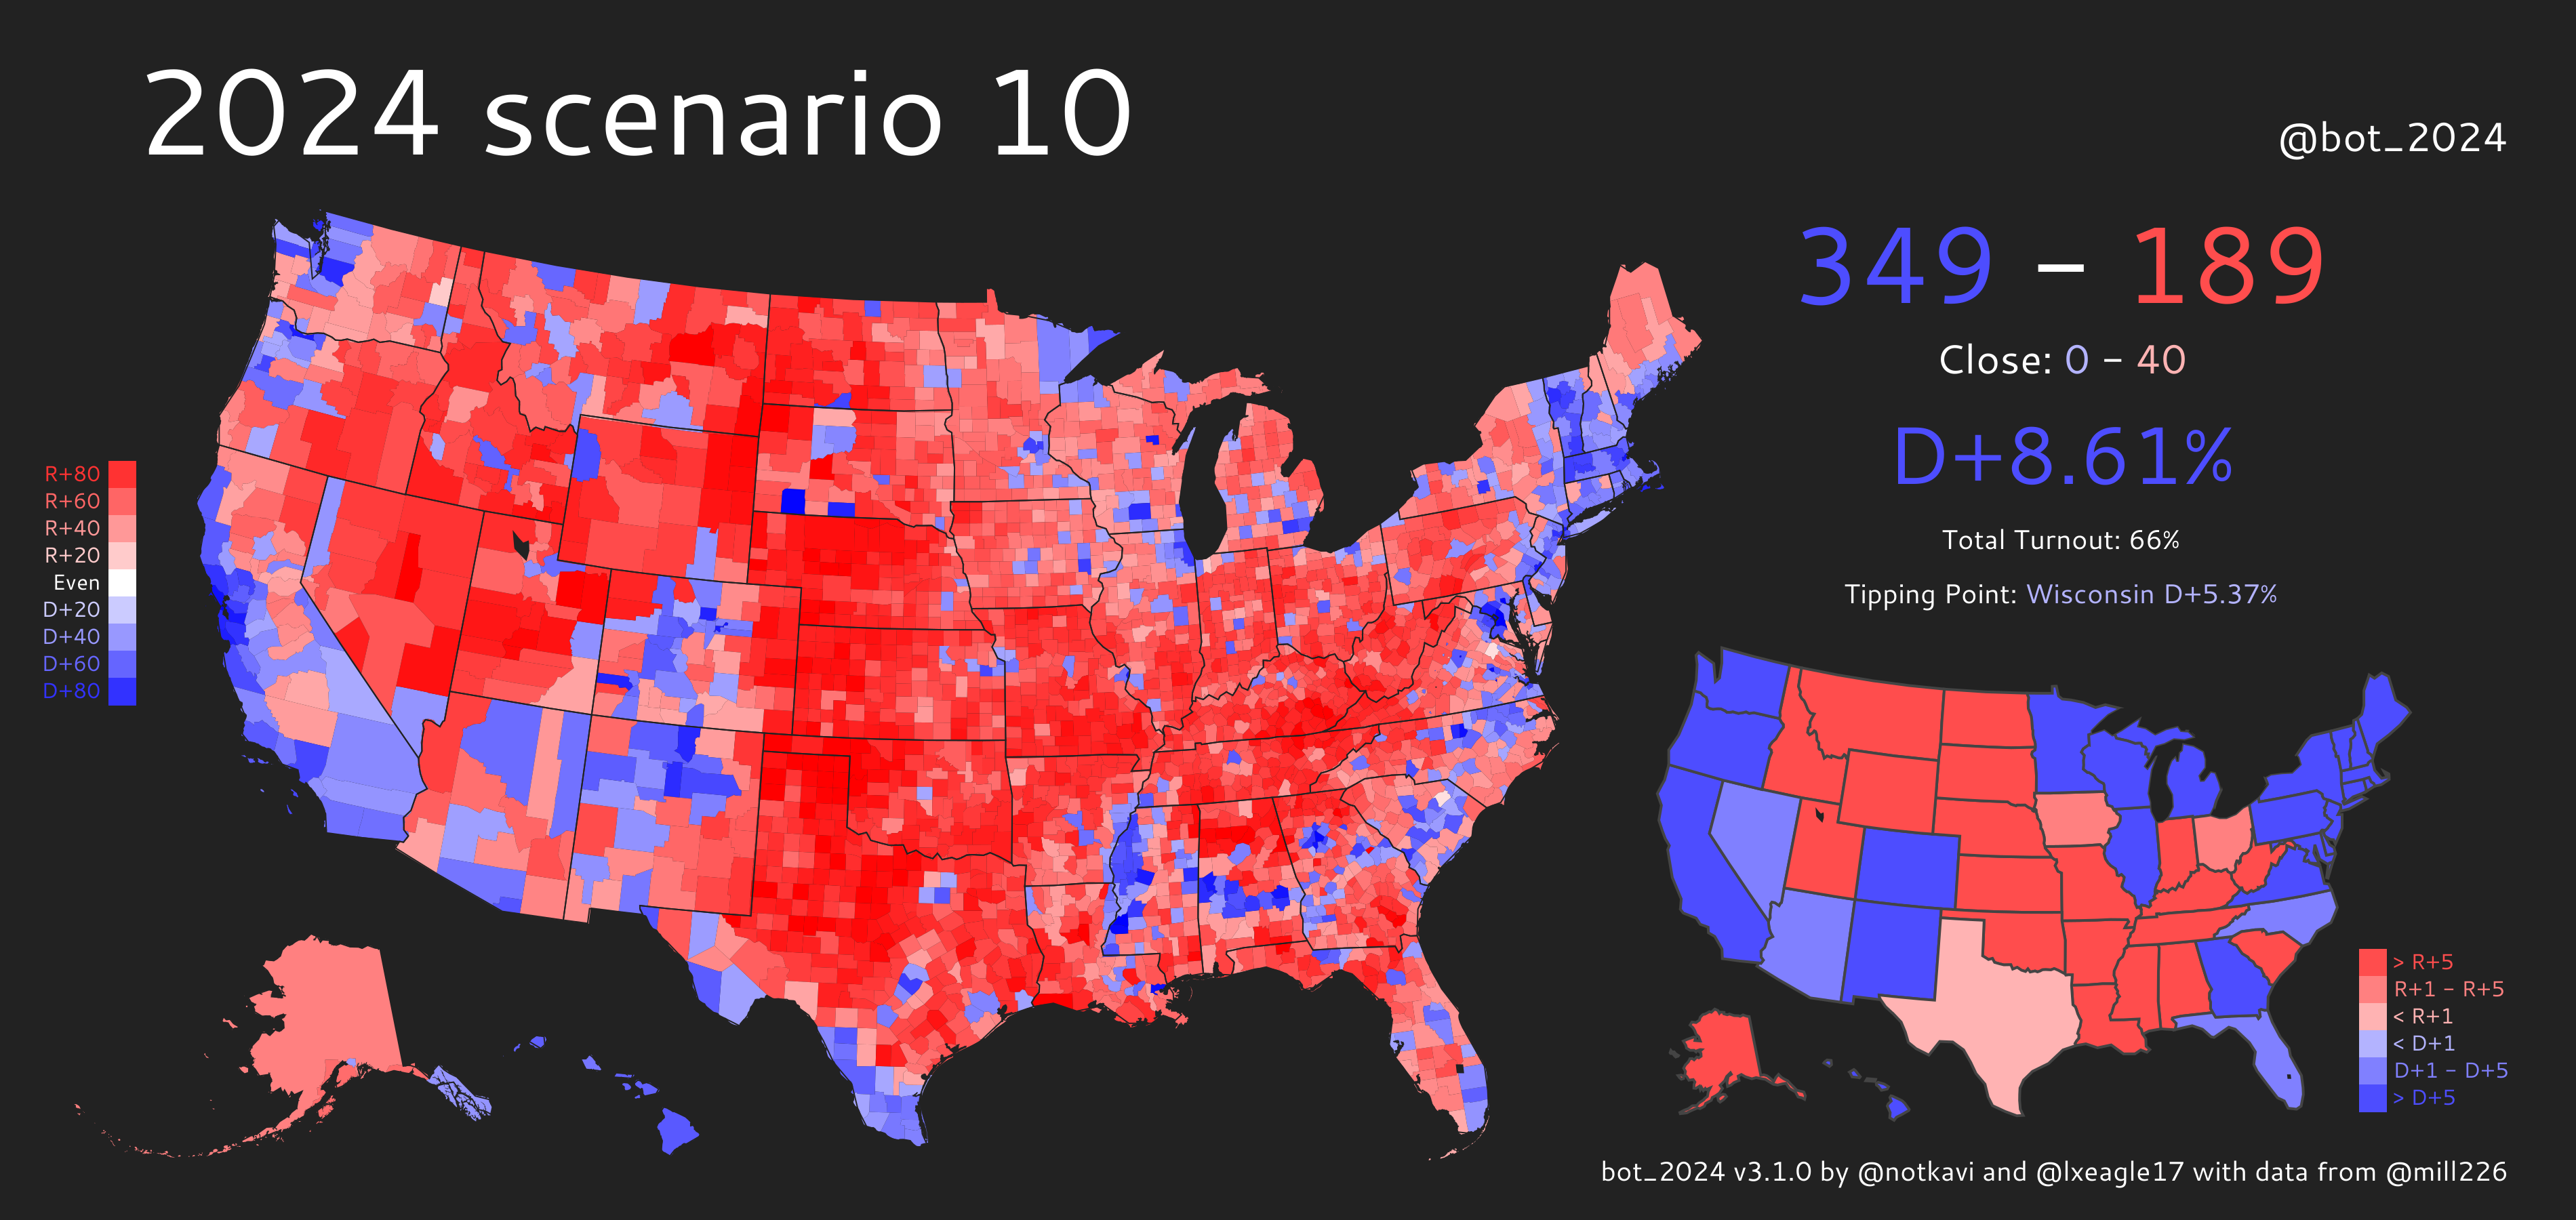 2024 scenario 10
@bot_2024
349 – 189
Close: 0 – 40
D+8.61%
Total Turnout: 66%
Tipping Point: Wisconsin D+5.37%
R+80
R+60
R+40
R+20
Even
D+20
D+40
D+60
D+80
> R+5
R+1 – R+5
< R+1
< D+1
D+1 – D+5
> D+5
bot_2024 v3.1.0 by @notkavi and @lxeagle17 with data from @mill226